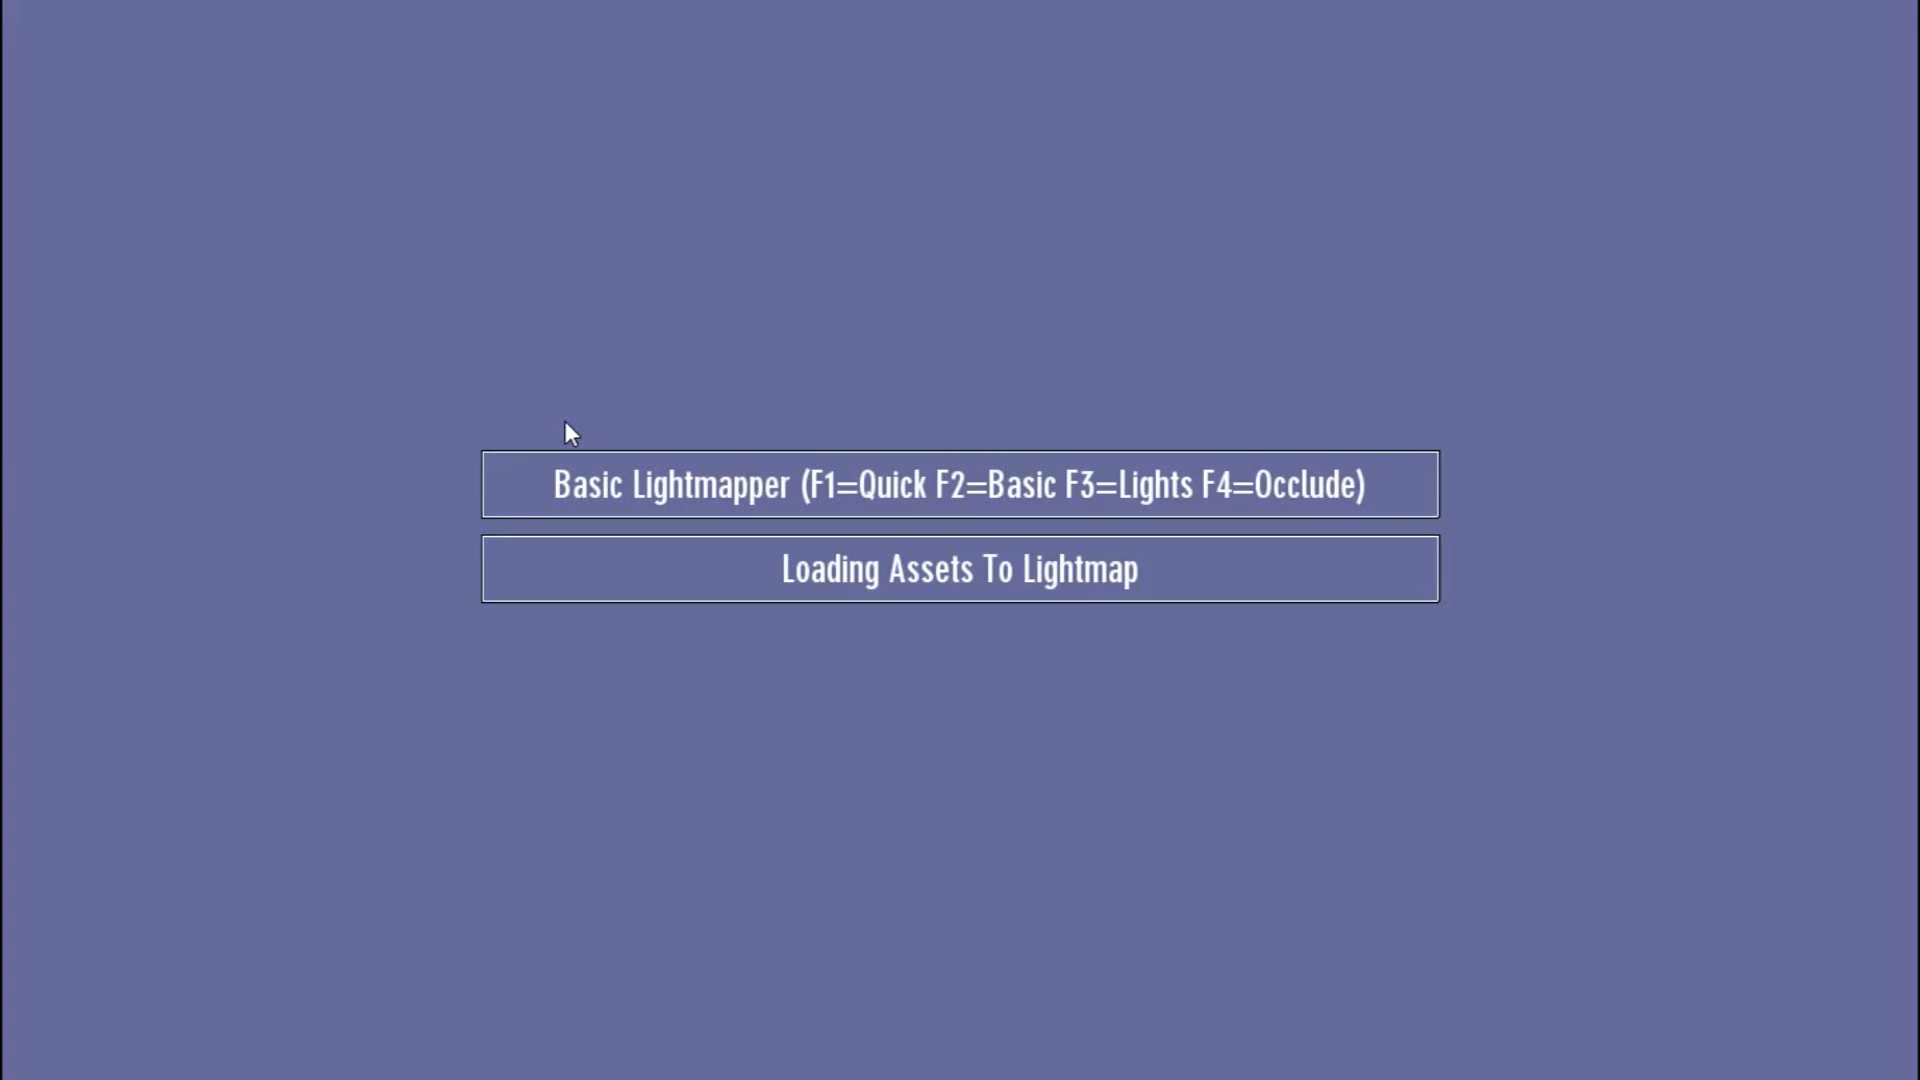 Basic Lightmapper (F1=Quick F2=Basic F3=Lights F4=Occlude)
Loading Assets To Lightmap